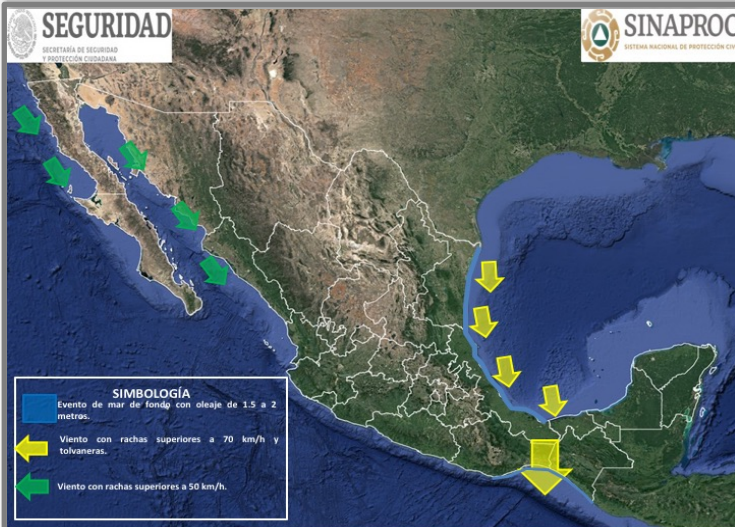 SEGURIDAD
SECRETARÍA DE SEGURIDAD
Y PROTECCIÓN CIUDADANA
SINAPROC
SISTEMA NACIONAL DE PROTECCIÓN CIV
SIMBOLOGÍA
Evento de mar de fondo con oleaje de 1.5 a 2
metros.
Viento con rachas superiores a 70 km/h y
tolvaneras.
Viento con rachas superiores a 50 km/h.